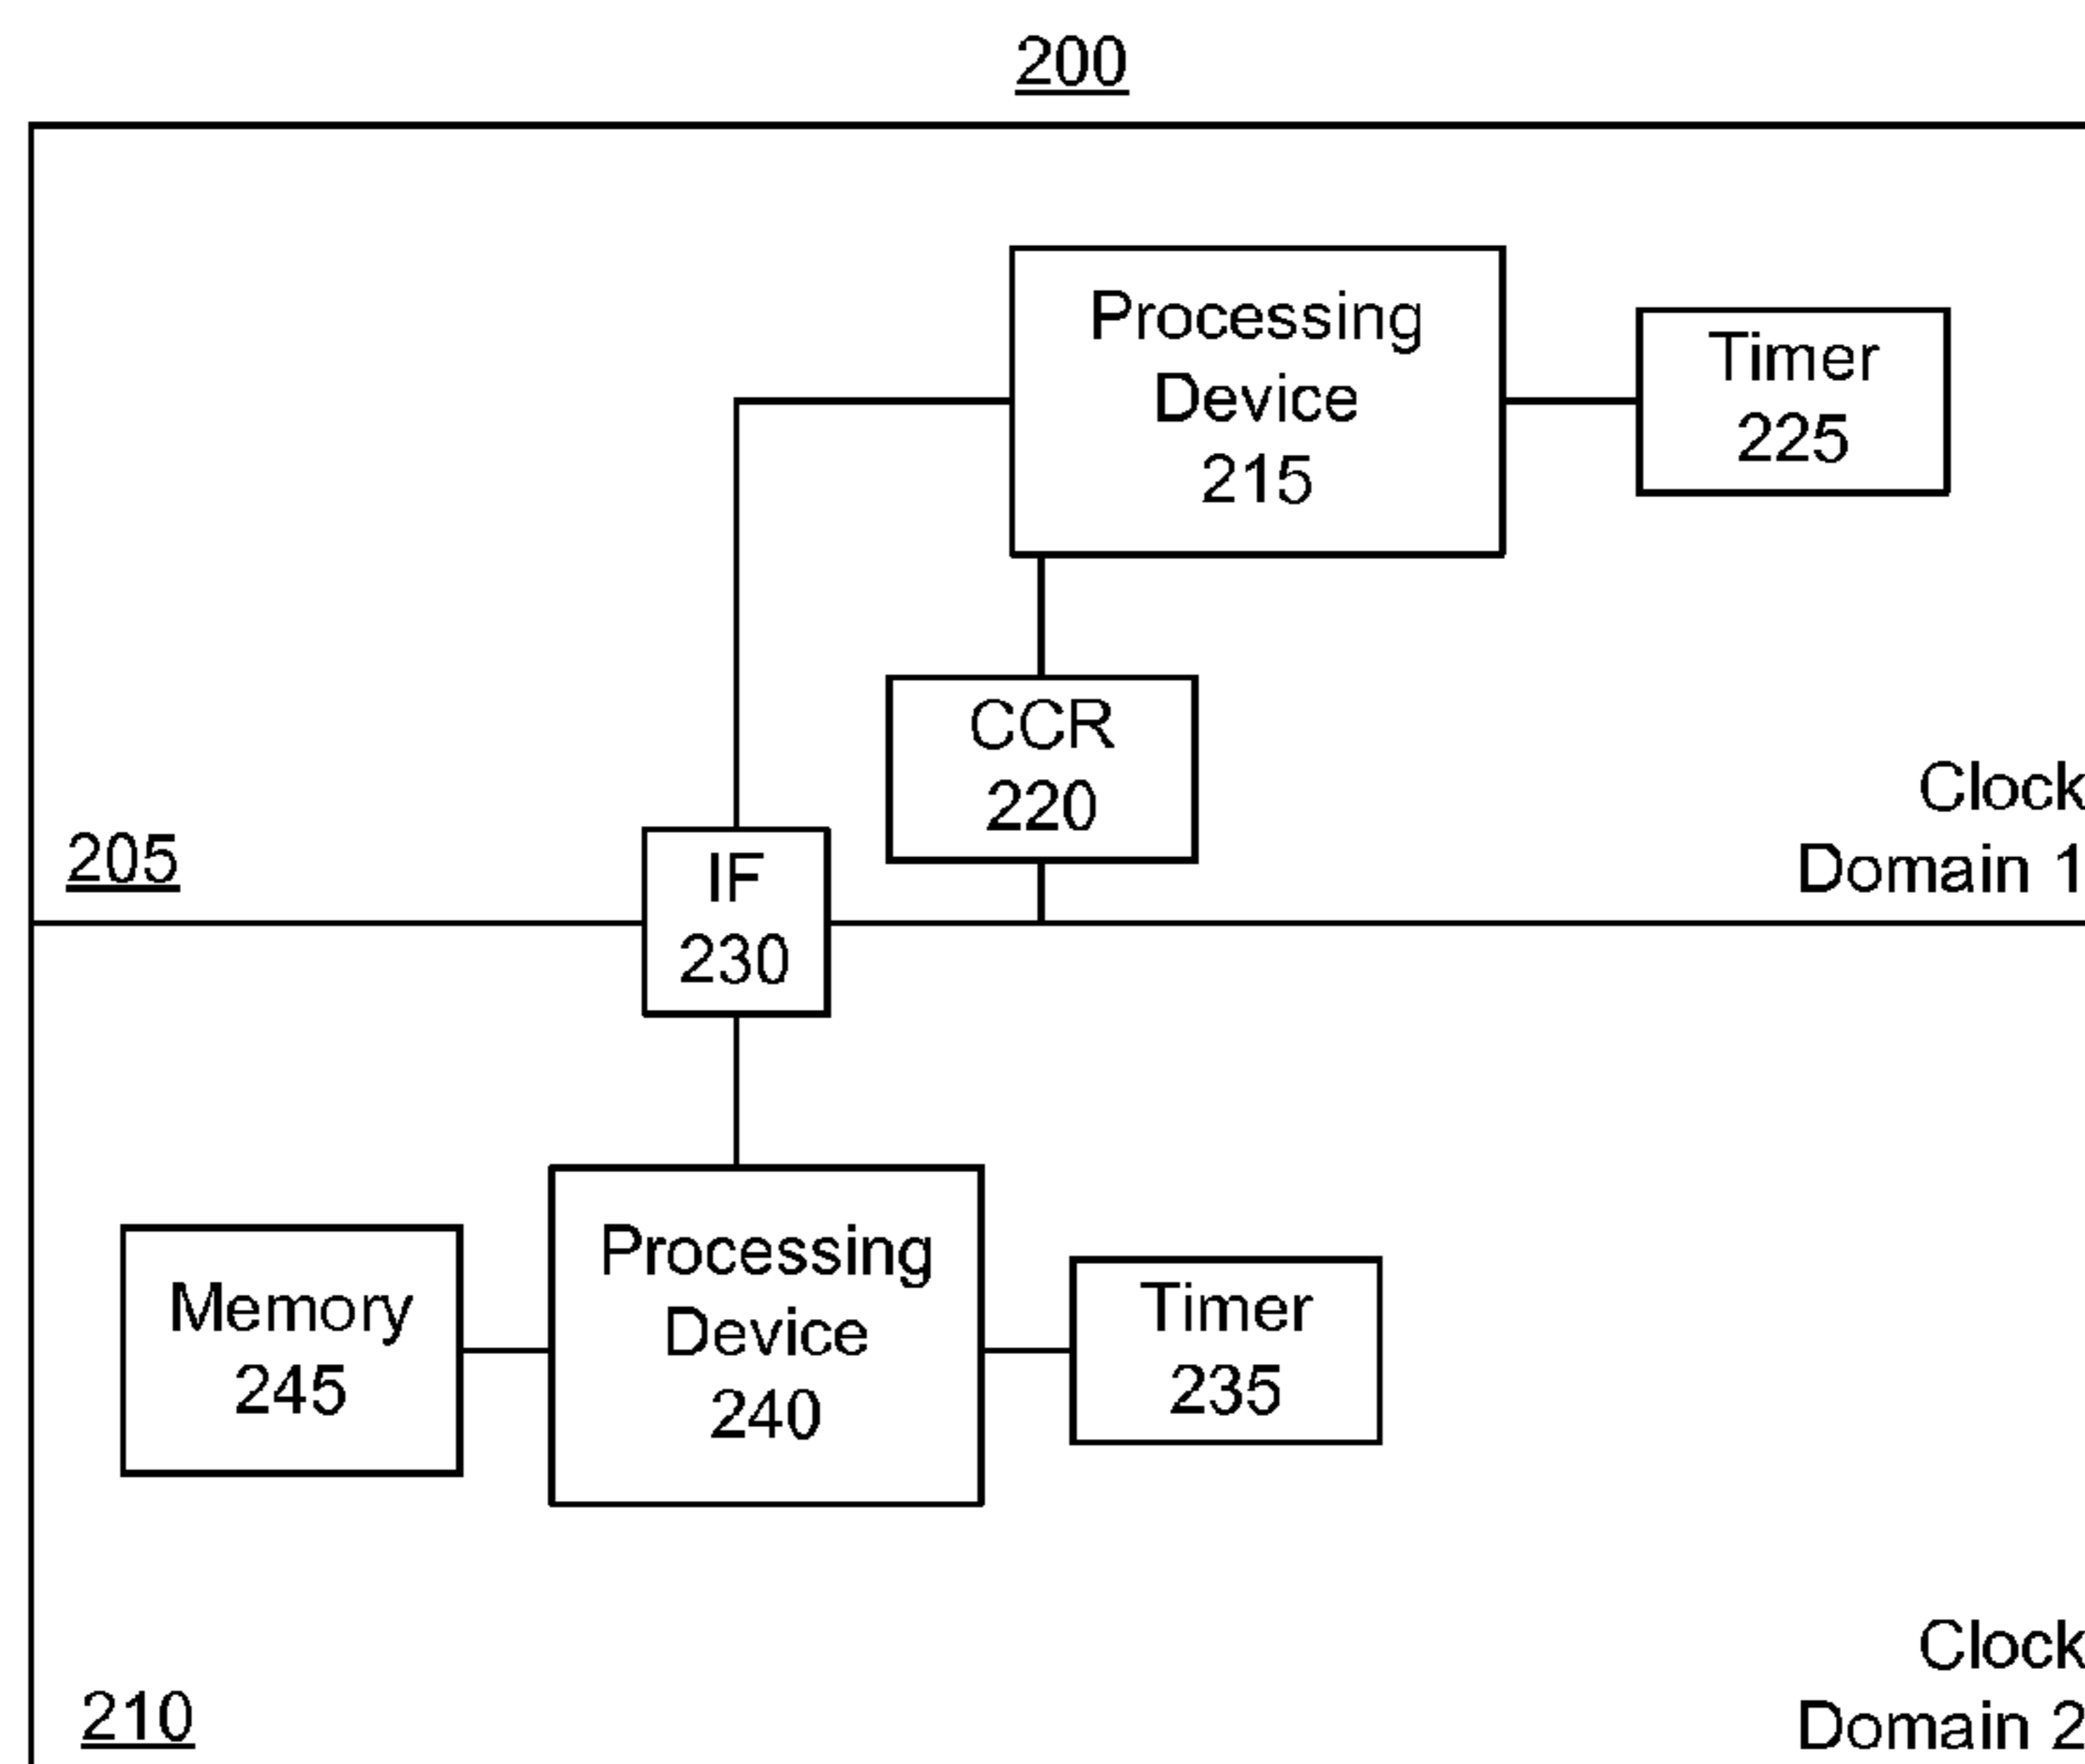 200
Processing
Device
215
Timer
225
CCR
220
Clock
Domain 1
205
IF
230
Processing
Device
240
Memory
245
Timer
235
Clock
Domain 2
210